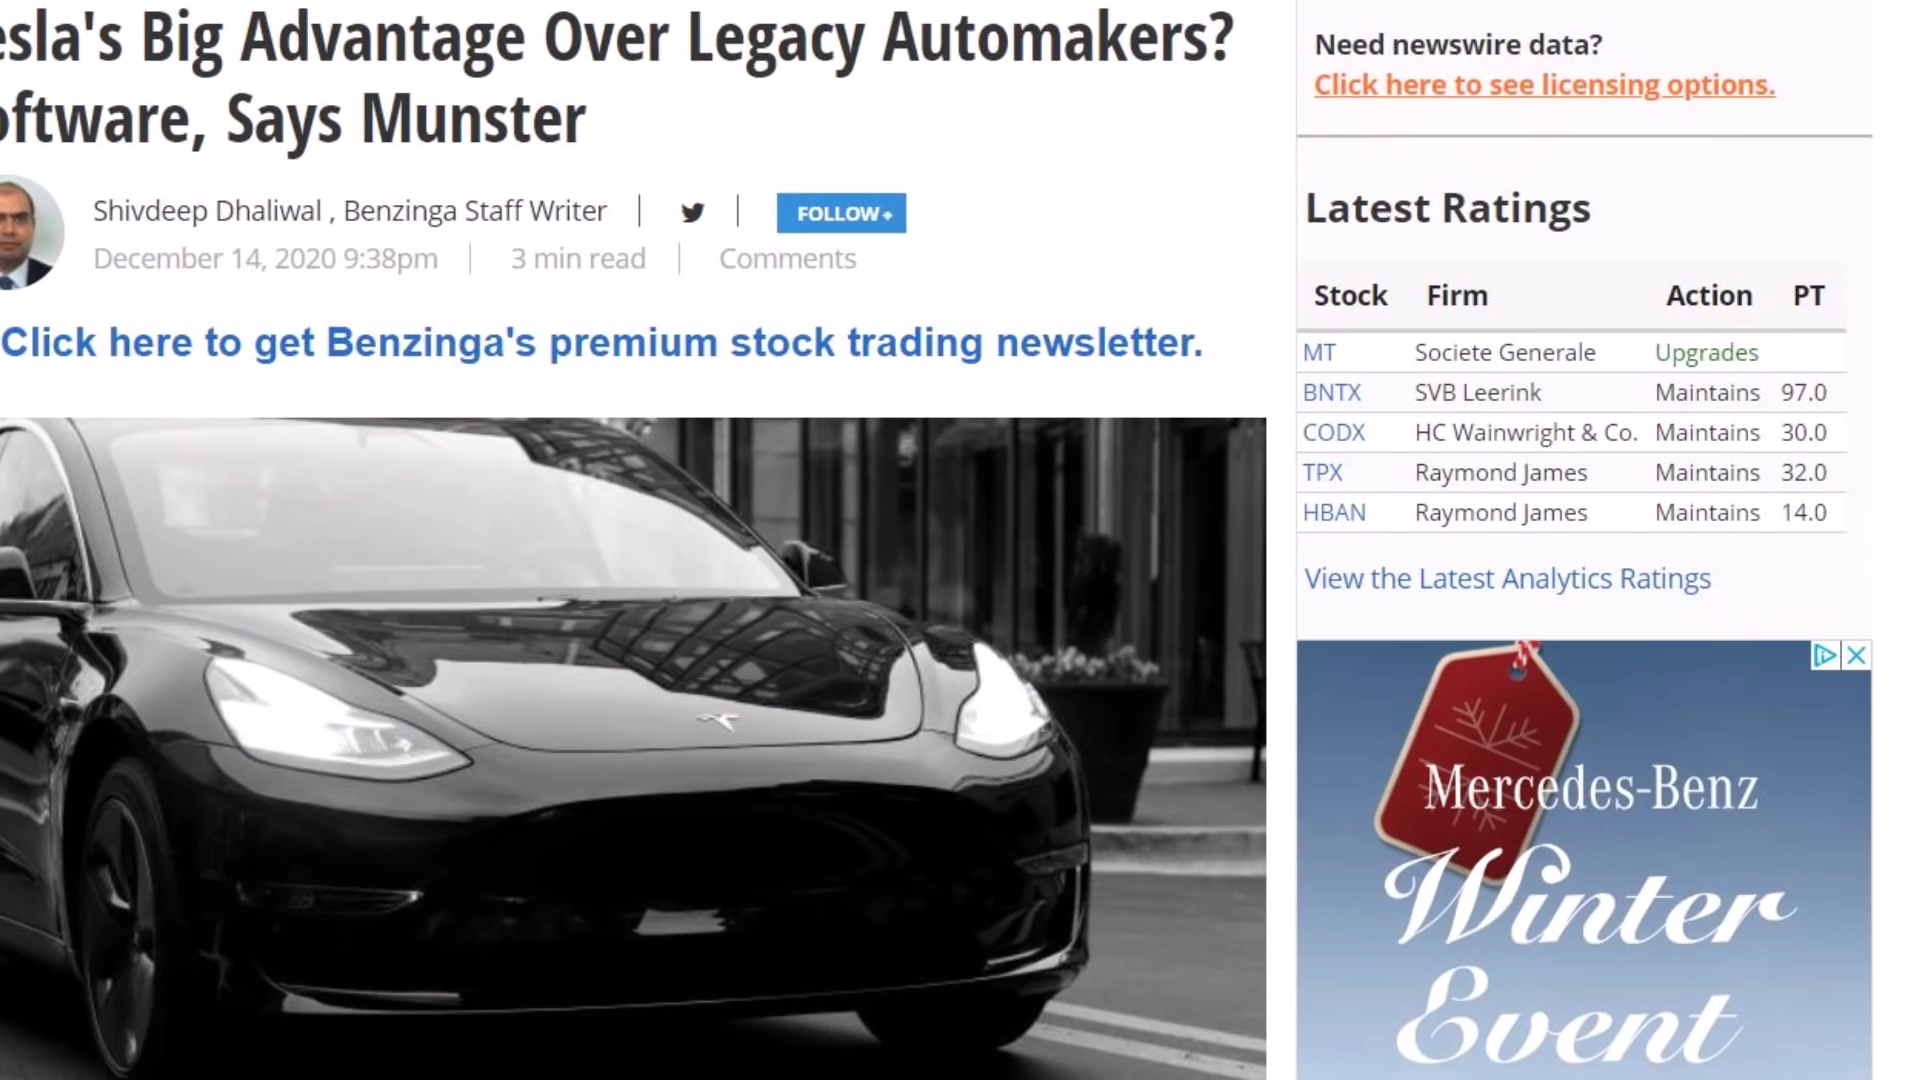 esla's Big Advantage Over Legacy Automakers?
oftware, Says Munster
Shivdeep Dhaliwal , Benzinga Staff Writer
FOLLOW+
December 14, 2020 9:38pm
3 min read
Comments
Click here to get Benzinga's premium stock trading newsletter.
Need newswire data?
Click here to see licensing options.
Latest Ratings
Stock Firm Action PT
MT Societe Generale Upgrades
BNTX SVB Leerink Maintains 97.0
CODX HC Wainwright & Co. Maintains 30.0
TPX Raymond James Maintains 32.0
HBAN Raymond James Maintains 14.0
View the Latest Analytics Ratings
Mercedes-Benz
Winter
Event